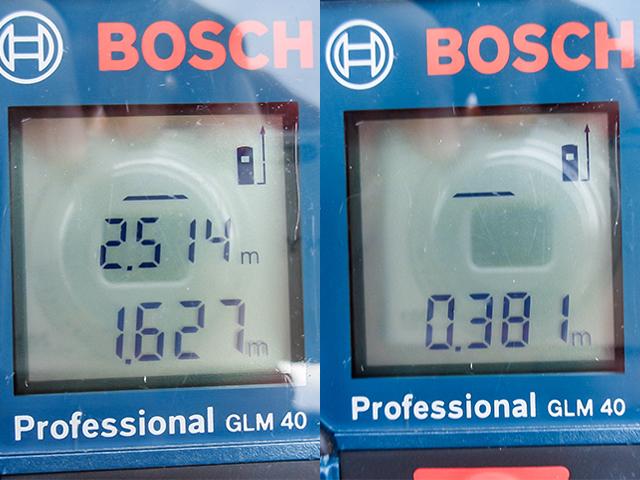 BOSCH
2.514 m
1.627 m
Professional GLM 40
BOSCH
0.381 m
Professional GLM 40